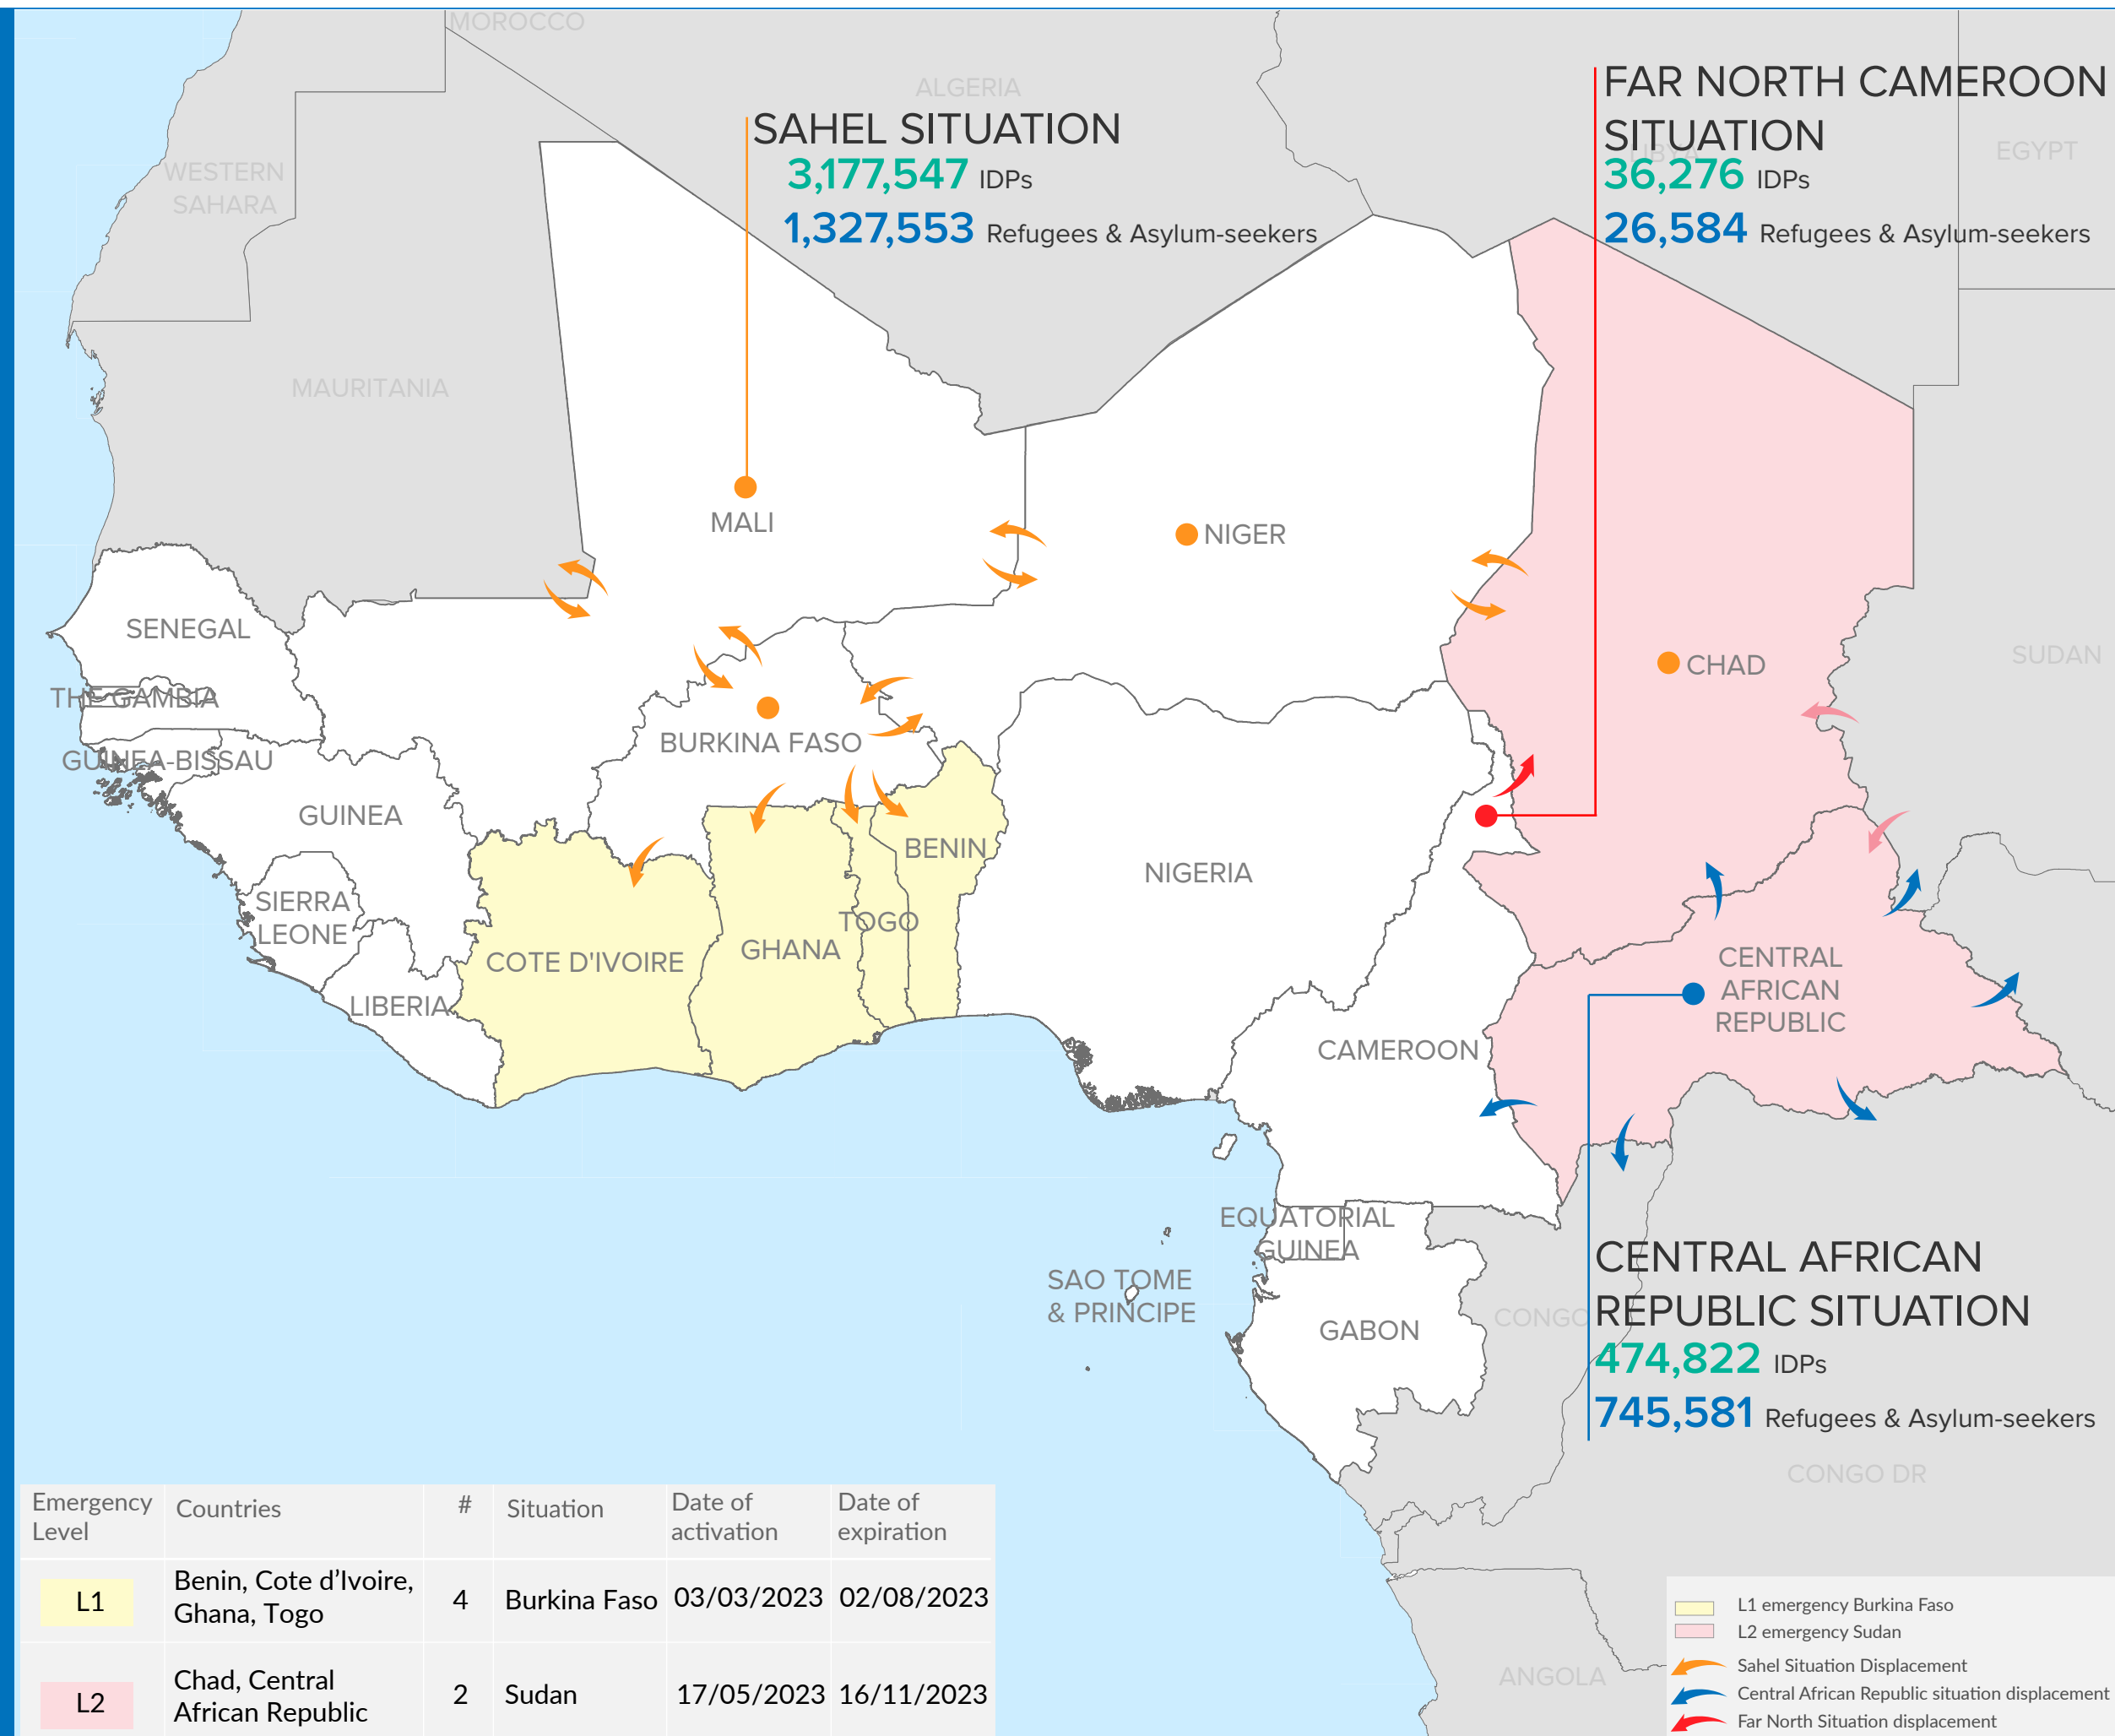 MOROCCO
ALGERIA
LIBYA
EGYPT
WESTERN
SAHARA
MAURITANIA
SUDAN
FAR NORTH CAMEROON
SITUATION
36,276 IDPs
26,584 Refugees & Asylum-seekers
SAHEL SITUATION
3,177,547 IDPs
1,327,553 Refugees & Asylum-seekers
MALI
NIGER
CHAD
SENEGAL
THE GAMBIA
GUINEA-BISSAU
GUINEA
SIERRA
LEONE
LIBERIA
BURKINA FASO
COTE D'IVOIRE
GHANA
TOGO
BENIN
NIGERIA
CAMEROON
CENTRAL
AFRICAN
REPUBLIC
EQUATORIAL
GUINEA
SAO TOME
& PRINCIPE
GABON
CONGO
CENTRAL AFRICAN
REPUBLIC SITUATION
474,822 IDPs
745,581 Refugees & Asylum-seekers
CONGO DR
ANGOLA
Emergency Level Countries # Situation Date of activation Date of expiration
L1 Benin, Cote d’Ivoire, Ghana, Togo 4 Burkina Faso 03/03/2023 02/08/2023
L2 Chad, Central African Republic 2 Sudan 17/05/2023 16/11/2023
L1 emergency Burkina Faso
L2 emergency Sudan
Sahel Situation Displacement
Central African Republic situation displacement
Far North Situation displacement